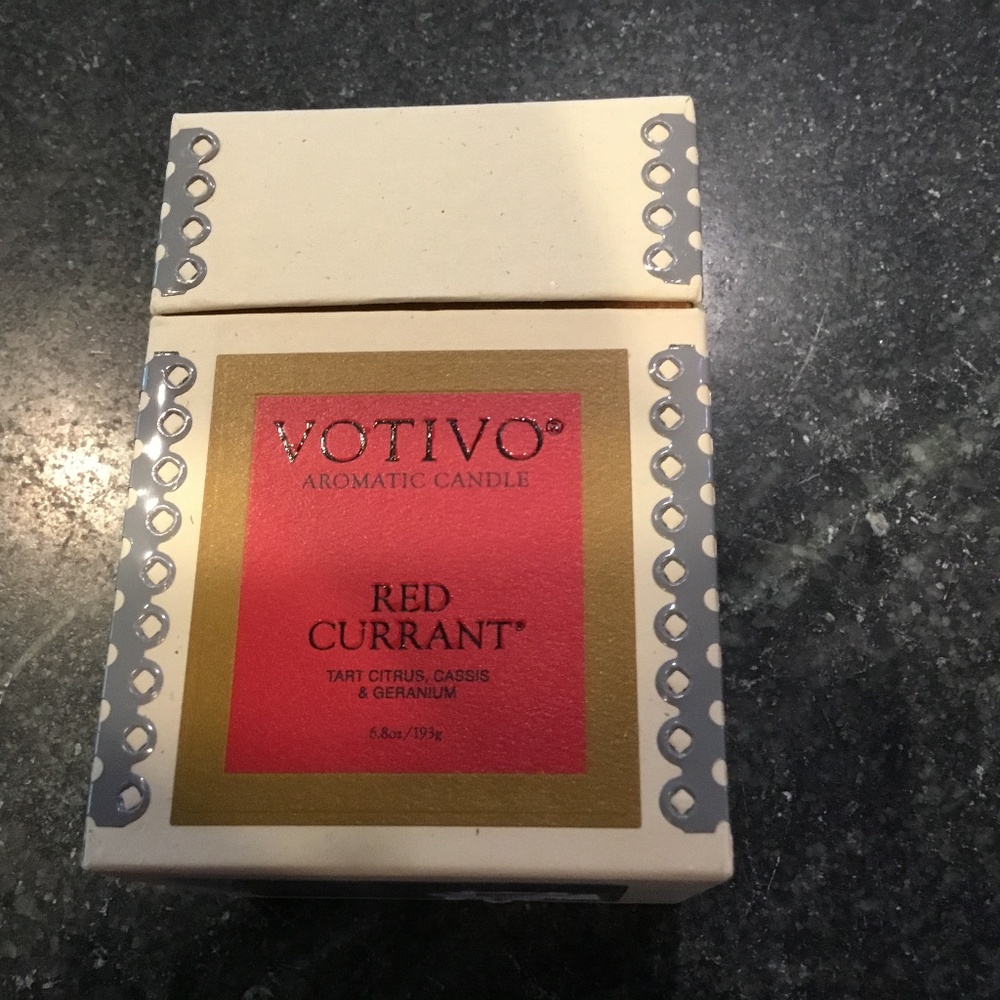 VOTIVO®
AROMATIC CANDLE
RED
CURRANT®
TART CITRUS, CASSIS
& GERANIUM
6.8oz/193g